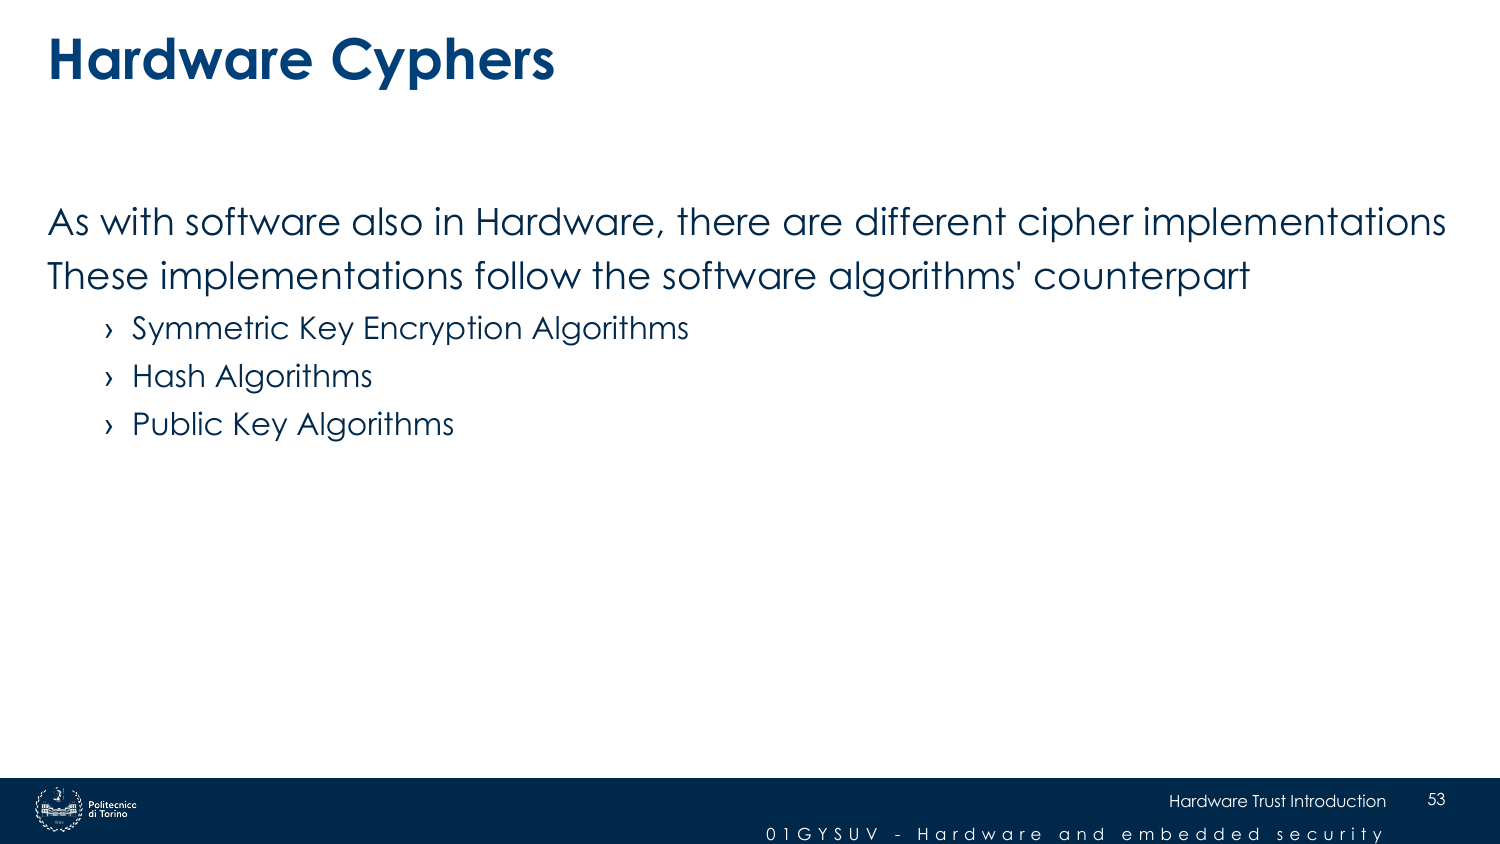 Hardware Cyphers
As with software also in Hardware, there are different cipher implementations
These implementations follow the software algorithms' counterpart
› Symmetric Key Encryption Algorithms
› Hash Algorithms
› Public Key Algorithms
Politecnico
di Torino
Hardware Trust Introduction 53
01GYSUV - Hardware and embedded security